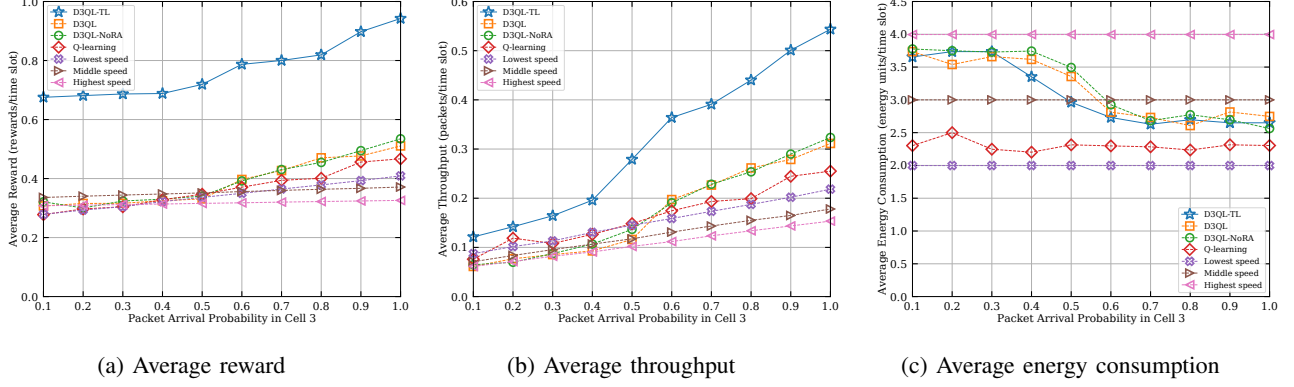 Average Reward (rewards/time slot)
1.0
0.8
0.6
0.4
0.2
0.0
D3QL-TL
D3QL
D3QL-NoRA
Q-learning
Lowest speed
Middle speed
Highest speed
0.1 0.2 0.3 0.4 0.5 0.6 0.7 0.8 0.9 1.0
Packet Arrival Probability in Cell 3
(a) Average reward
Average Throughput (packets/time slot)
0.6
0.5
0.4
0.3
0.2
0.1
0.0
D3QL-TL
D3QL
D3QL-NoRA
Q-learning
Lowest speed
Middle speed
Highest speed
0.1 0.2 0.3 0.4 0.5 0.6 0.7 0.8 0.9 1.0
Packet Arrival Probability in Cell 3
(b) Average throughput
Average Energy Consumption (energy units/time slot)
4.5
4.0
3.5
3.0
2.5
2.0
1.5
1.0
0.5
0.0
D3QL-TL
D3QL
D3QL-NoRA
Q-learning
Lowest speed
Middle speed
Highest speed
0.1 0.2 0.3 0.4 0.5 0.6 0.7 0.8 0.9 1.0
Packet Arrival Probability in Cell 3
(c) Average energy consumption